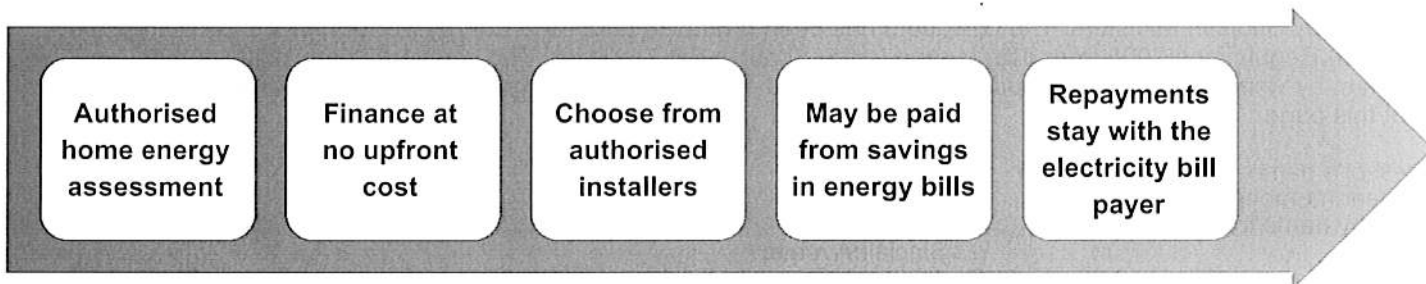 Authorised
home energy
assessment
Finance at
no upfront
cost
Choose from
authorised
installers
May be paid
from savings
in energy bills
Repayments
stay with the
electricity bill
payer